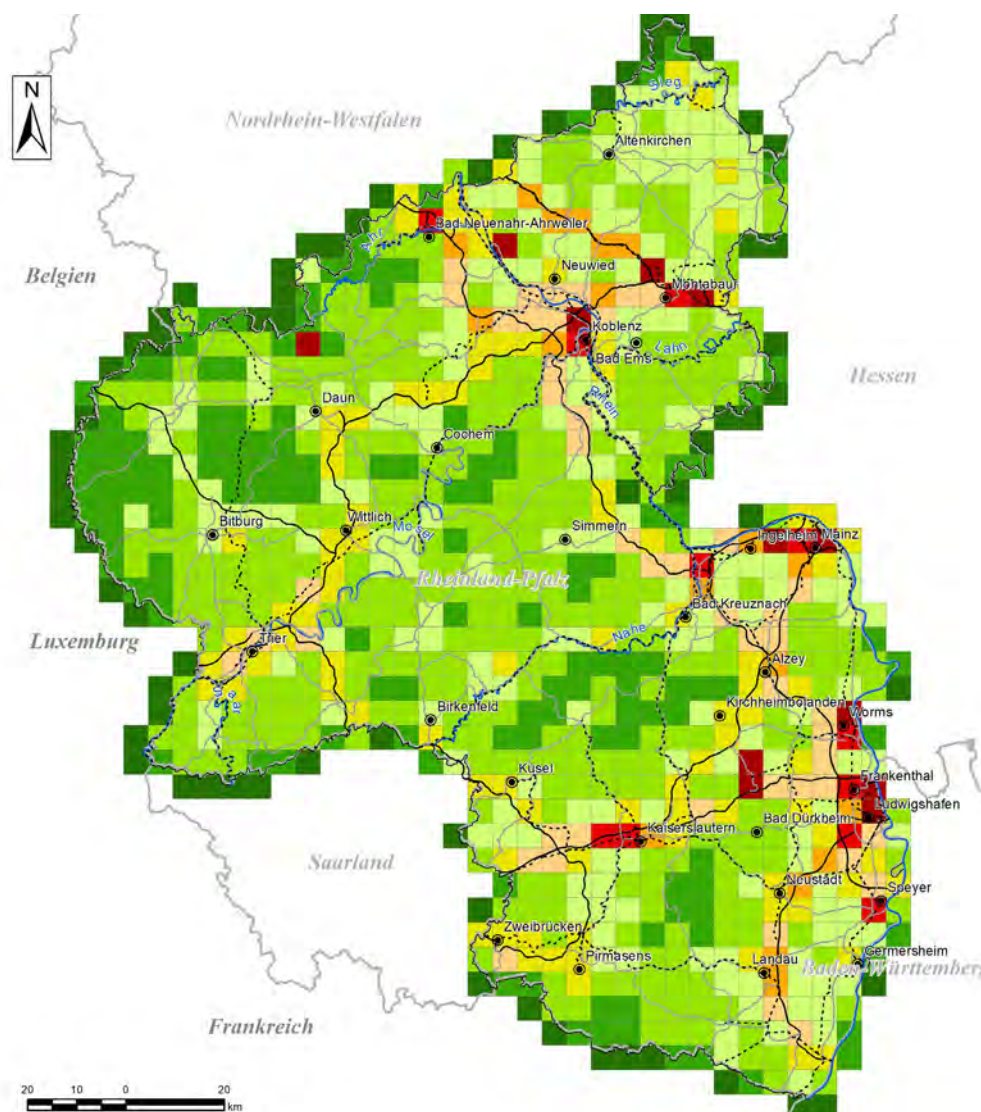 N
Sieg
Nordrhein-Westfalen
Altenkirchen
Ahr
Bad Neuenahr-Ahrweiler
Belgien
Neuwied
Montabaur
Koblenz
Bad Ems
Lahn
Hessen
Rhein
Daun
Cochem
Bitburg
Wittlich
Mosel
Simmern
Ingelheim
Mainz
Rheinland-Pfalz
Bad Kreuznach
Nahe
Luxemburg
Trier
Alzey
Saar
Birkenfeld
Kirchheimbolanden
Worms
Kusel
Frankenthal
Ludwigshafen
Kaiserslautern
Bad Dürkheim
Saarland
Neustadt
Speyer
Zweibrücken
Pirmasens
Landau
Germersheim
Baden-Württemberg
Frankreich
20 10 0 20
km